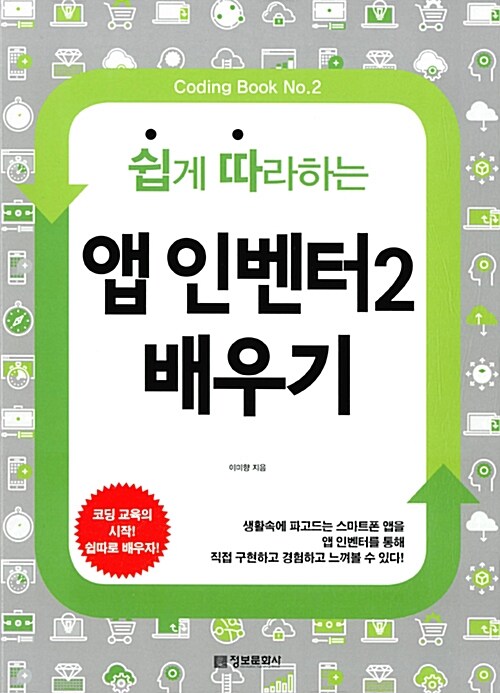 Coding Book No.2
쉽게 따라하는
앱 인벤터2
배우기
이미향 지음
코딩 교육의
시작!
쉽따로 배우자!
생활속에 파고드는 스마트폰 앱을
앱 인벤터를 통해
직접 구현하고 경험하고 느껴볼 수 있다!
정보문화사